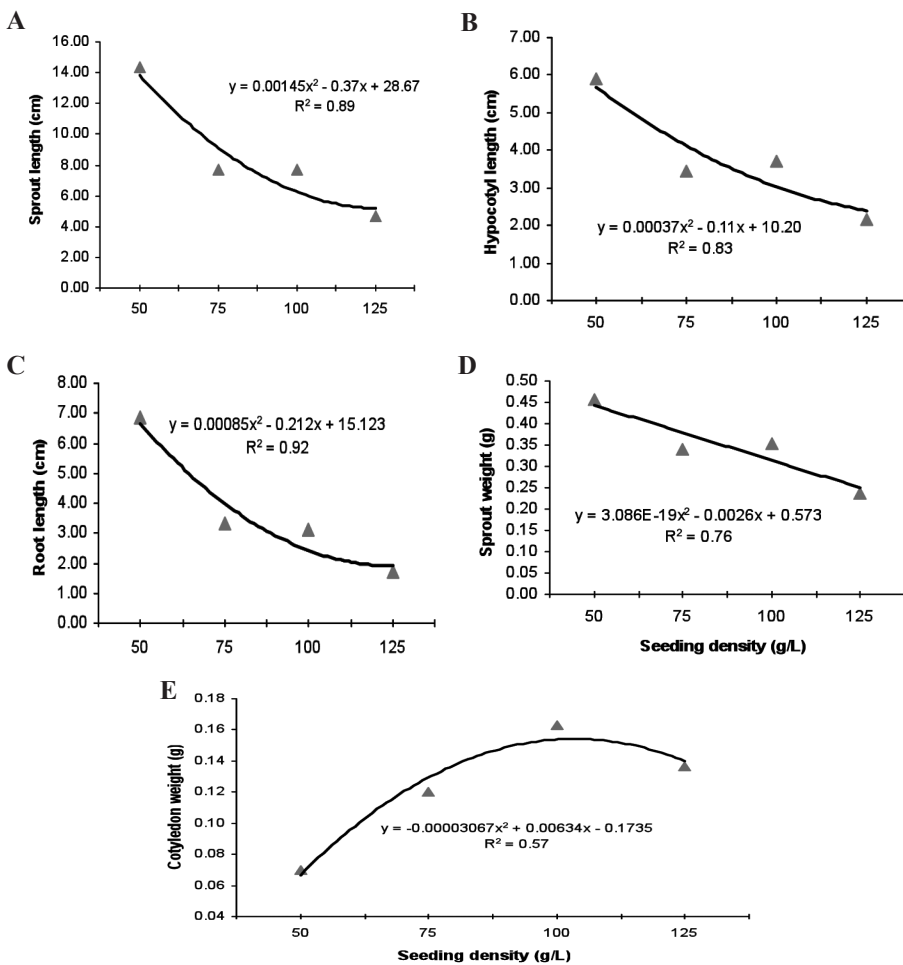 A
Sprout length (cm)
16.00
14.00
12.00
10.00
8.00
6.00
4.00
2.00
0.00
y = 0.00145x² - 0.37x + 28.67
R² = 0.89
50 75 100 125
B
Hypocotyl length (cm)
7.00
6.00
5.00
4.00
3.00
2.00
1.00
0.00
y = 0.00037x² - 0.11x + 10.20
R² = 0.83
50 75 100 125
C
Root length (cm)
8.00
7.00
6.00
5.00
4.00
3.00
2.00
1.00
0.00
y = 0.00085x² - 0.212x + 15.123
R² = 0.92
50 75 100 125
D
Sprout weight (g)
0.50
0.45
0.40
0.35
0.30
0.25
0.20
0.15
0.10
0.05
0.00
y = 3.086E-19x² - 0.0026x + 0.573
R² = 0.76
50 75 100 125
Seeding density (g/L)
E
Cotyledon weight (g)
0.18
0.16
0.14
0.12
0.10
0.08
0.06
0.04
y = -0.00003067x² + 0.00634x - 0.1735
R² = 0.57
50 75 100 125
Seeding density (g/L)